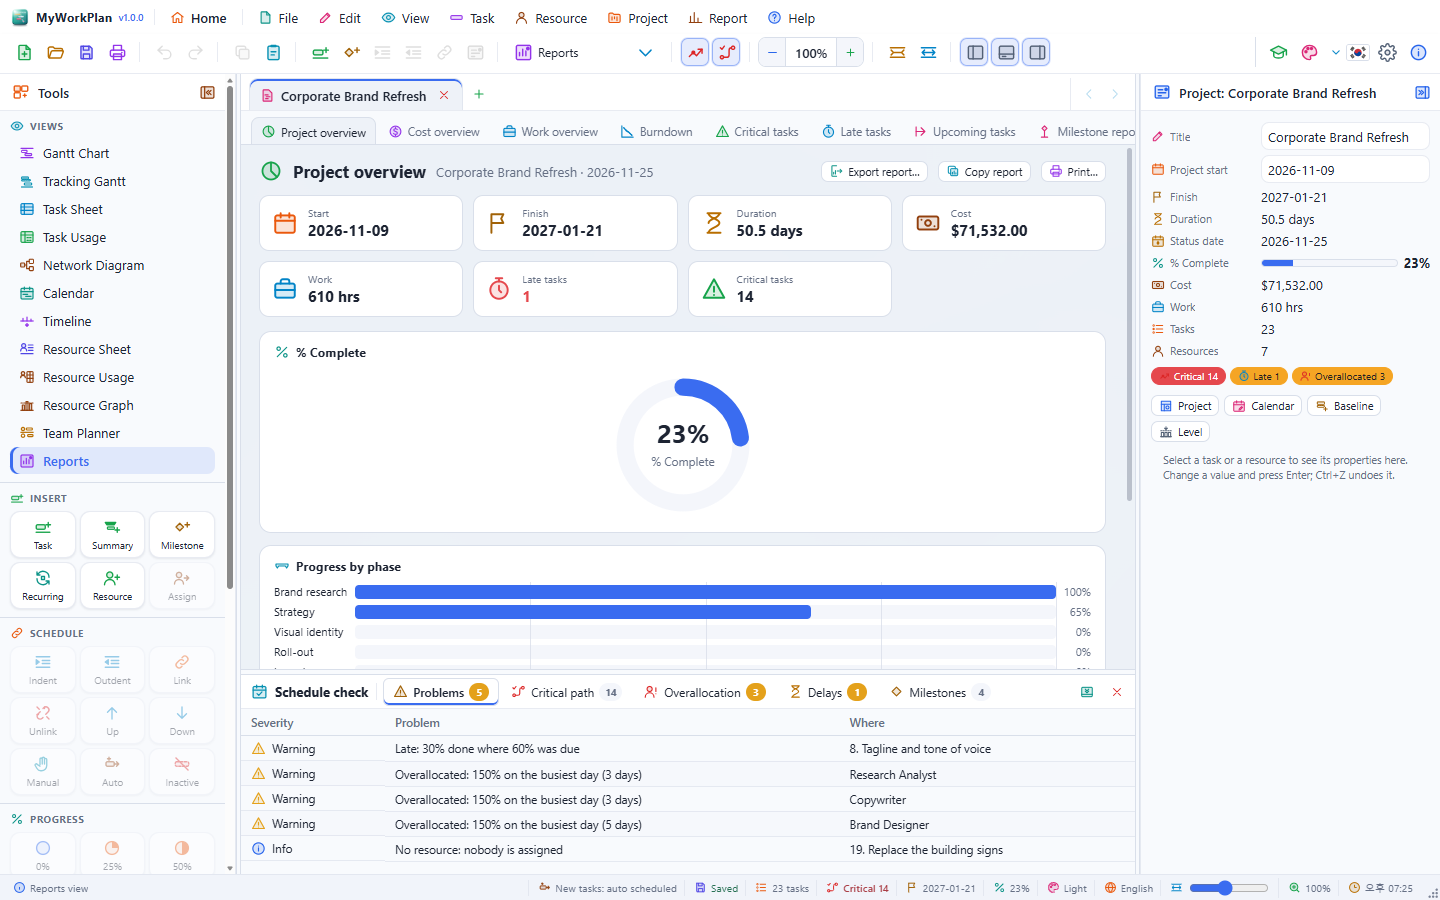 MyWorkPlan v1.0.0
Home
File
Edit
View
Task
Resource
Project
Report
Help
Reports
100%
Tools
VIEWS
Gantt Chart
Tracking Gantt
Task Sheet
Task Usage
Network Diagram
Calendar
Timeline
Resource Sheet
Resource Usage
Resource Graph
Team Planner
Reports
INSERT
Task
Summary
Milestone
Recurring
Resource
Assign
SCHEDULE
Indent
Outdent
Link
Unlink
Up
Down
Manual
Auto
Inactive
PROGRESS
0%
25%
50%
Corporate Brand Refresh
Project overview
Cost overview
Work overview
Burndown
Critical tasks
Late tasks
Upcoming tasks
Milestone repo
Project overview
Corporate Brand Refresh · 2026-11-25
Export report...
Copy report
Print...
Start
2026-11-09
Finish
2027-01-21
Duration
50.5 days
Cost
$71,532.00
Work
610 hrs
Late tasks
1
Critical tasks
14
% Complete
23%
% Complete
Progress by phase
Brand research 100%
Strategy 65%
Visual identity 0%
Roll-out 0%
Schedule check
Problems 5
Critical path 14
Overallocation 3
Delays 1
Milestones 4
Severity Problem Where
Warning Late: 30% done where 60% was due 8. Tagline and tone of voice
Warning Overallocated: 150% on the busiest day (3 days) Research Analyst
Warning Overallocated: 150% on the busiest day (3 days) Copywriter
Warning Overallocated: 150% on the busiest day (5 days) Brand Designer
Info No resource: nobody is assigned 19. Replace the building signs
Project: Corporate Brand Refresh
Title Corporate Brand Refresh
Project start 2026-11-09
Finish 2027-01-21
Duration 50.5 days
Status date 2026-11-25
% Complete 23%
Cost $71,532.00
Work 610 hrs
Tasks 23
Resources 7
Critical 14
Late 1
Overallocated 3
Project
Calendar
Baseline
Level
Select a task or a resource to see its properties here.
Change a value and press Enter; Ctrl+Z undoes it.
Reports view
New tasks: auto scheduled
Saved
23 tasks
Critical 14
2027-01-21
23%
Light
English
100%
오후 07:25